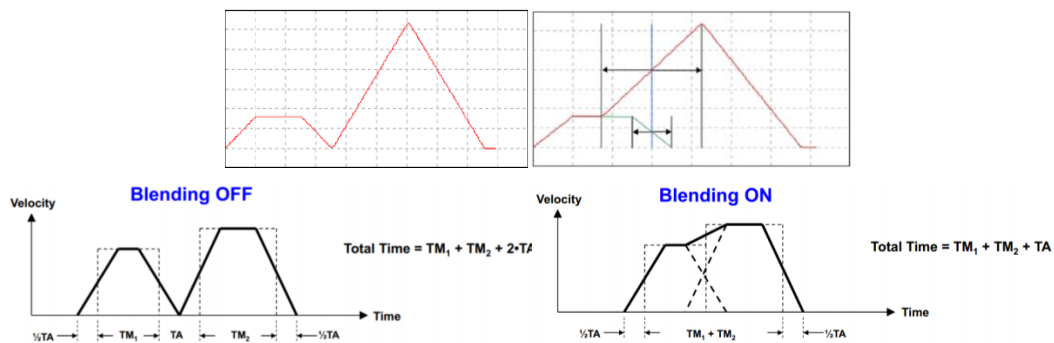 Blending OFF
Velocity
Total Time = TM₁ + TM₂ + 2•TA
Time
½TA TM₁ TA TM₂ ½TA
Blending ON
Velocity
Total Time = TM₁ + TM₂ + TA
Time
½TA TM₁ + TM₂ ½TA